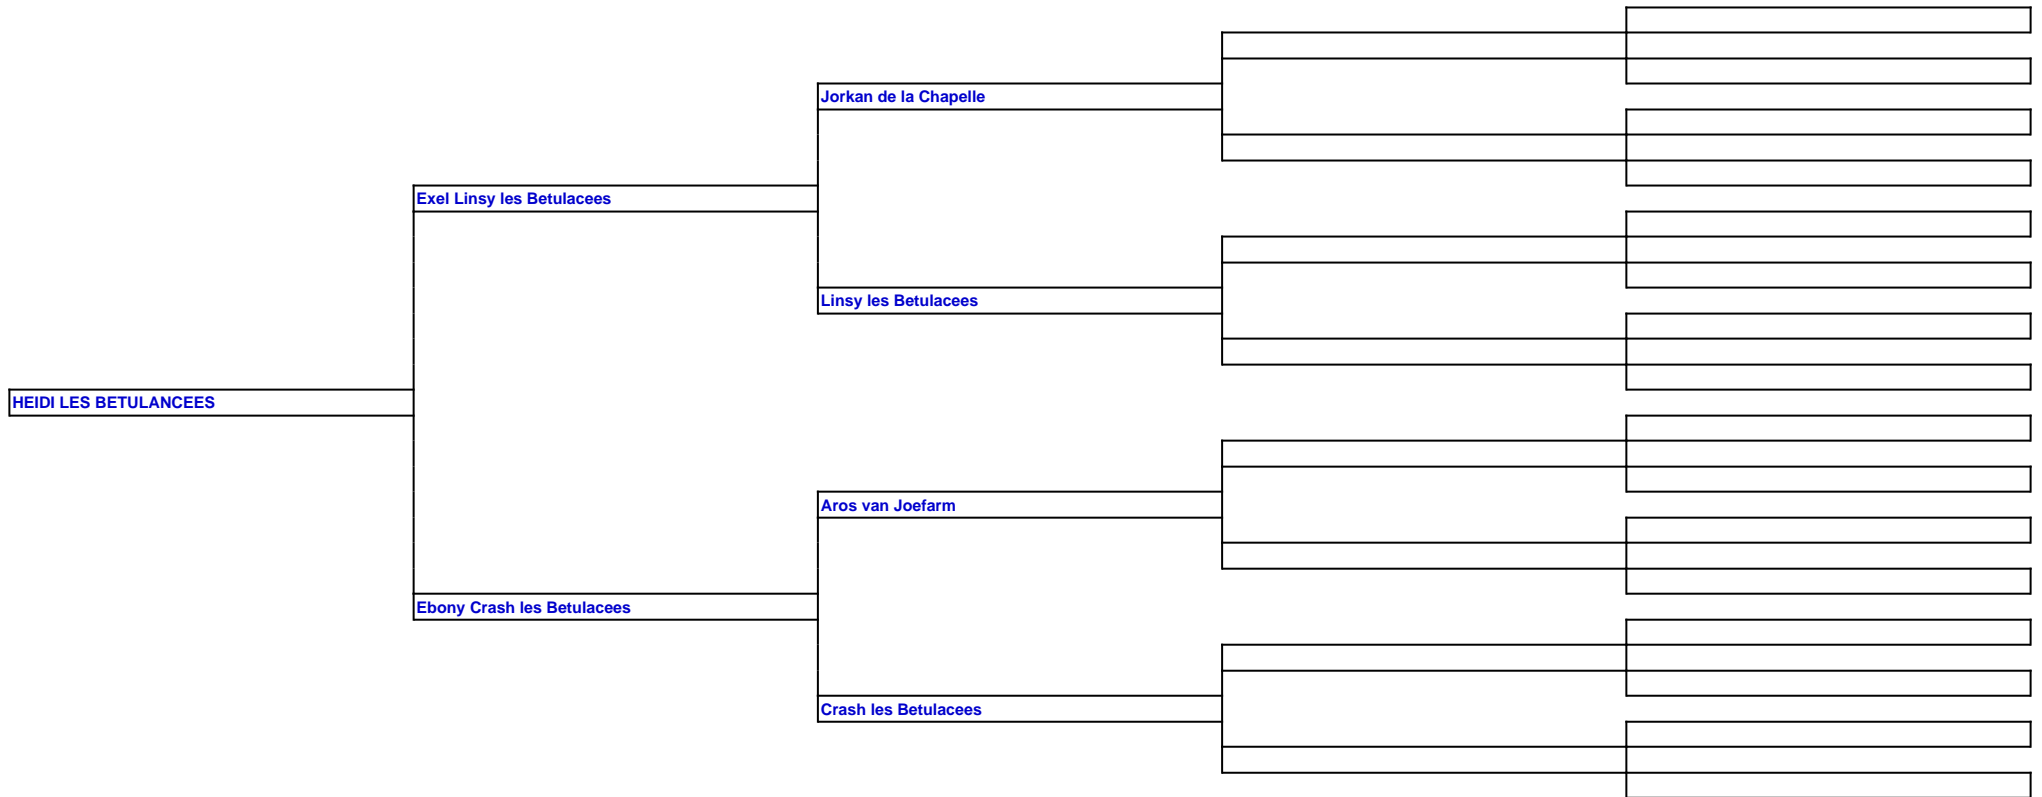 Jorkan de la Chapelle
Exel Linsy les Betulacees
Linsy les Betulacees
HEIDI LES BETULANCEES
Aros van Joefarm
Ebony Crash les Betulacees
Crash les Betulacees